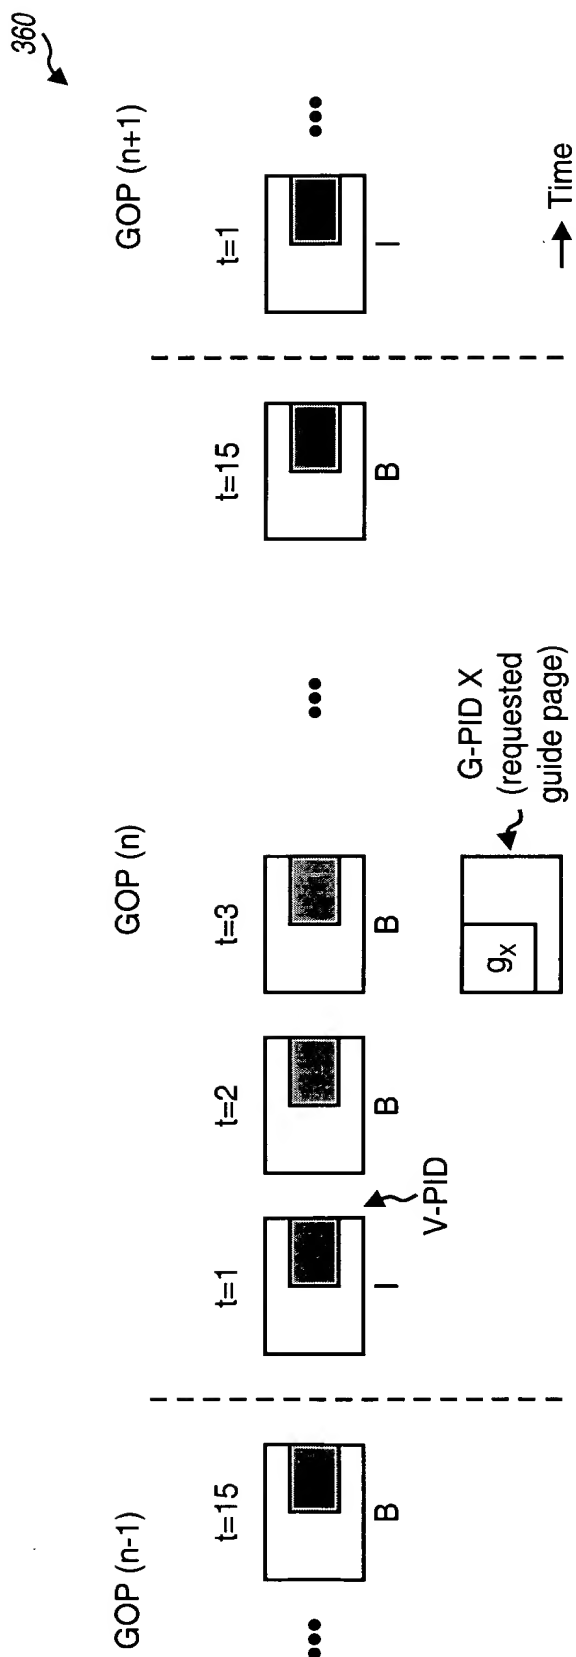 360
GOP (n-1)
GOP (n)
GOP (n+1)
t=15
t=1
t=2
t=3
t=15
t=1
B
I
B
B
B
I
V-PID
G-PID X
(requested
guide page)
gX
Time